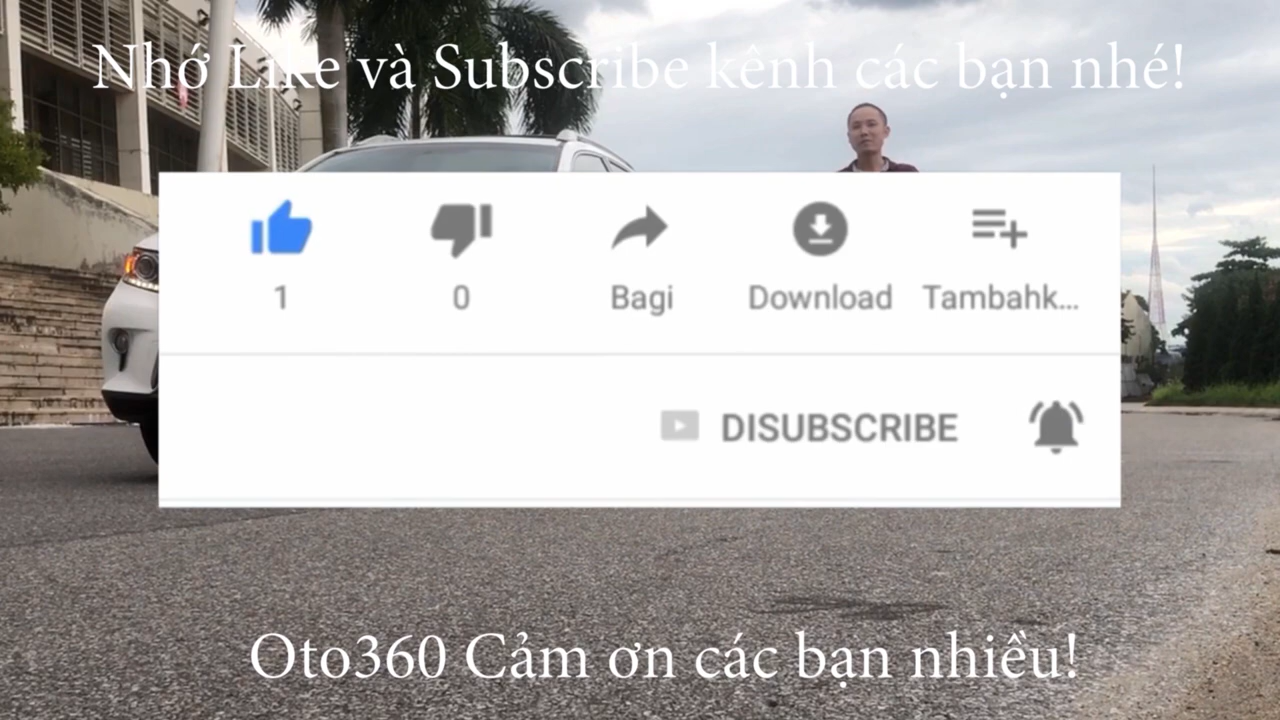 Nhớ Like và Subscribe kênh các bạn nhé!
1 0 Bagi Download Tambahk...
DISUBSCRIBE
Oto360 Cảm ơn các bạn nhiều!